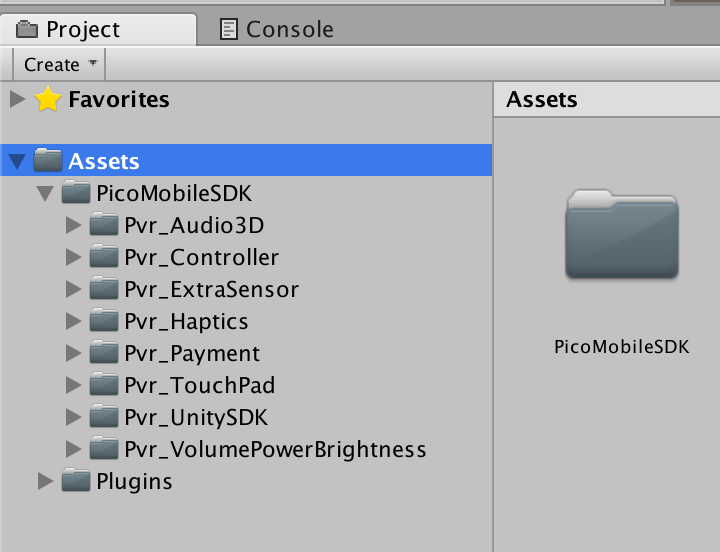 Project
Console
Create
Favorites
Assets
PicoMobileSDK
Pvr_Audio3D
Pvr_Controller
Pvr_ExtraSensor
Pvr_Haptics
Pvr_Payment
Pvr_TouchPad
Pvr_UnitySDK
Pvr_VolumePowerBrightness
Plugins
Assets
PicoMobileSDK